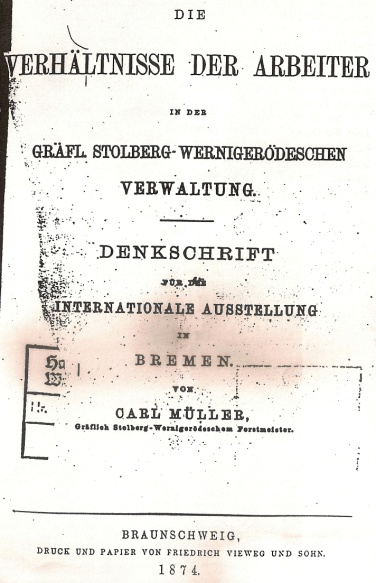 DIE
VERHÄLTNISSE DER ARBEITER
IN DER
GRÄFL. STOLBERG-WERNIGERÖDESCHEN
VERWALTUNG.
DENKSCHRIFT
FÜR DIE
INTERNATIONALE AUSSTELLUNG
IN
BREMEN.
VON
CARL MÜLLER,
Gräflich Stolberg-Wernigerödeschem Forstmeister.
BRAUNSCHWEIG,
DRUCK UND PAPIER VON FRIEDRICH VIEWEG UND SOHN.
1874.